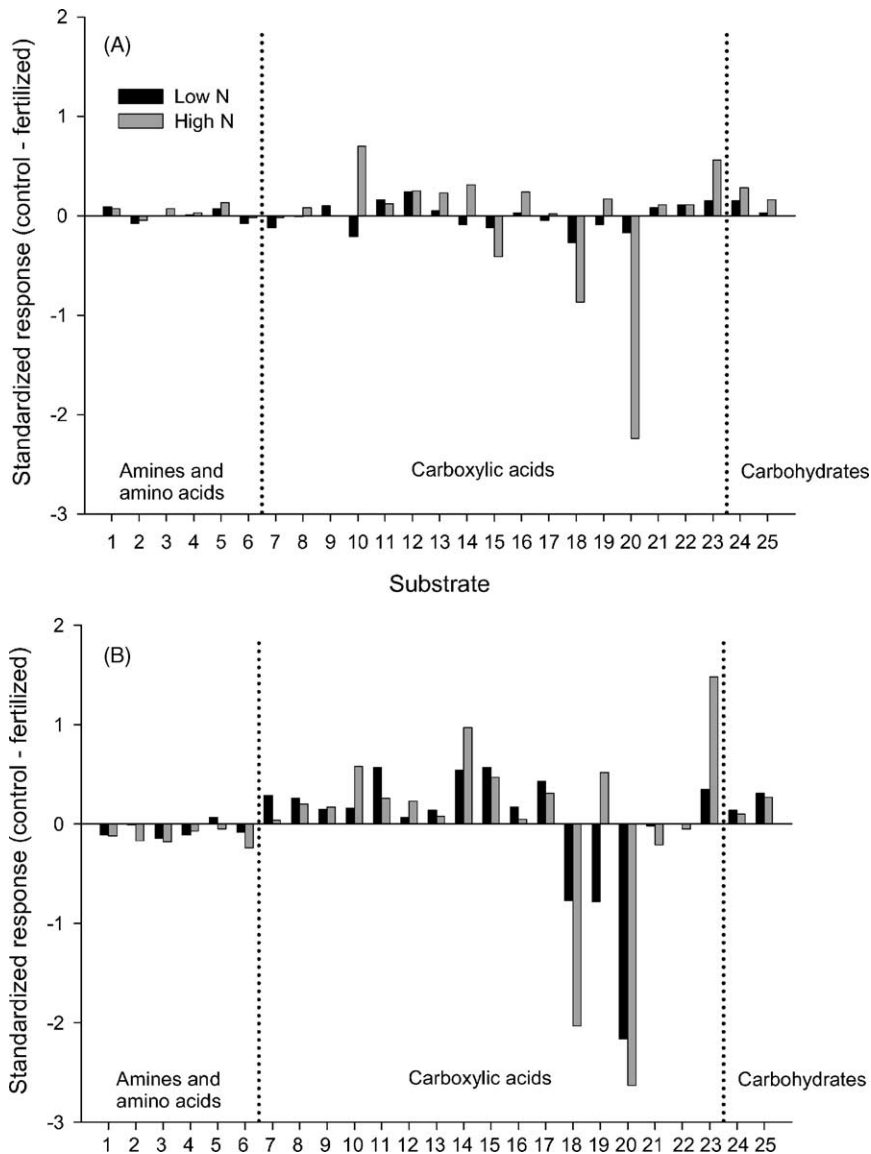 (A)
Low N
High N
Standardized response (control - fertilized)
2
1
0
-1
-2
-3
Amines and
amino acids
Carboxylic acids
Carbohydrates
1 2 3 4 5 6 7 8 9 10 11 12 13 14 15 16 17 18 19 20 21 22 23 24 25
Substrate
(B)
Standardized response (control - fertilized)
2
1
0
-1
-2
-3
Amines and
amino acids
Carboxylic acids
Carbohydrates
1 2 3 4 5 6 7 8 9 10 11 12 13 14 15 16 17 18 19 20 21 22 23 24 25